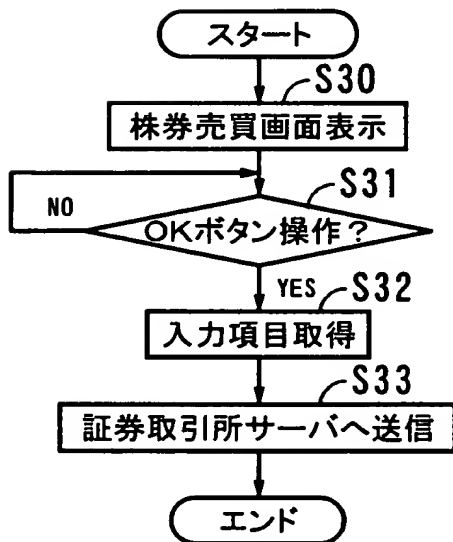 スタート
S30
株券売買画面表示
S31
NO
OKボタン操作?
YES
S32
入力項目取得
S33
証券取引所サーバへ送信
エンド